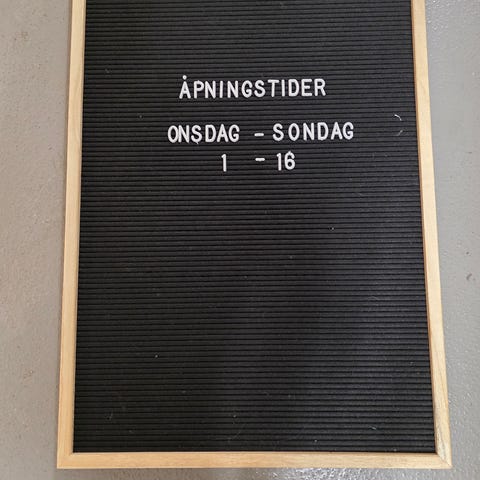 ÅPNINGSTIDER
ONSDAG - SONDAG
1 - 16